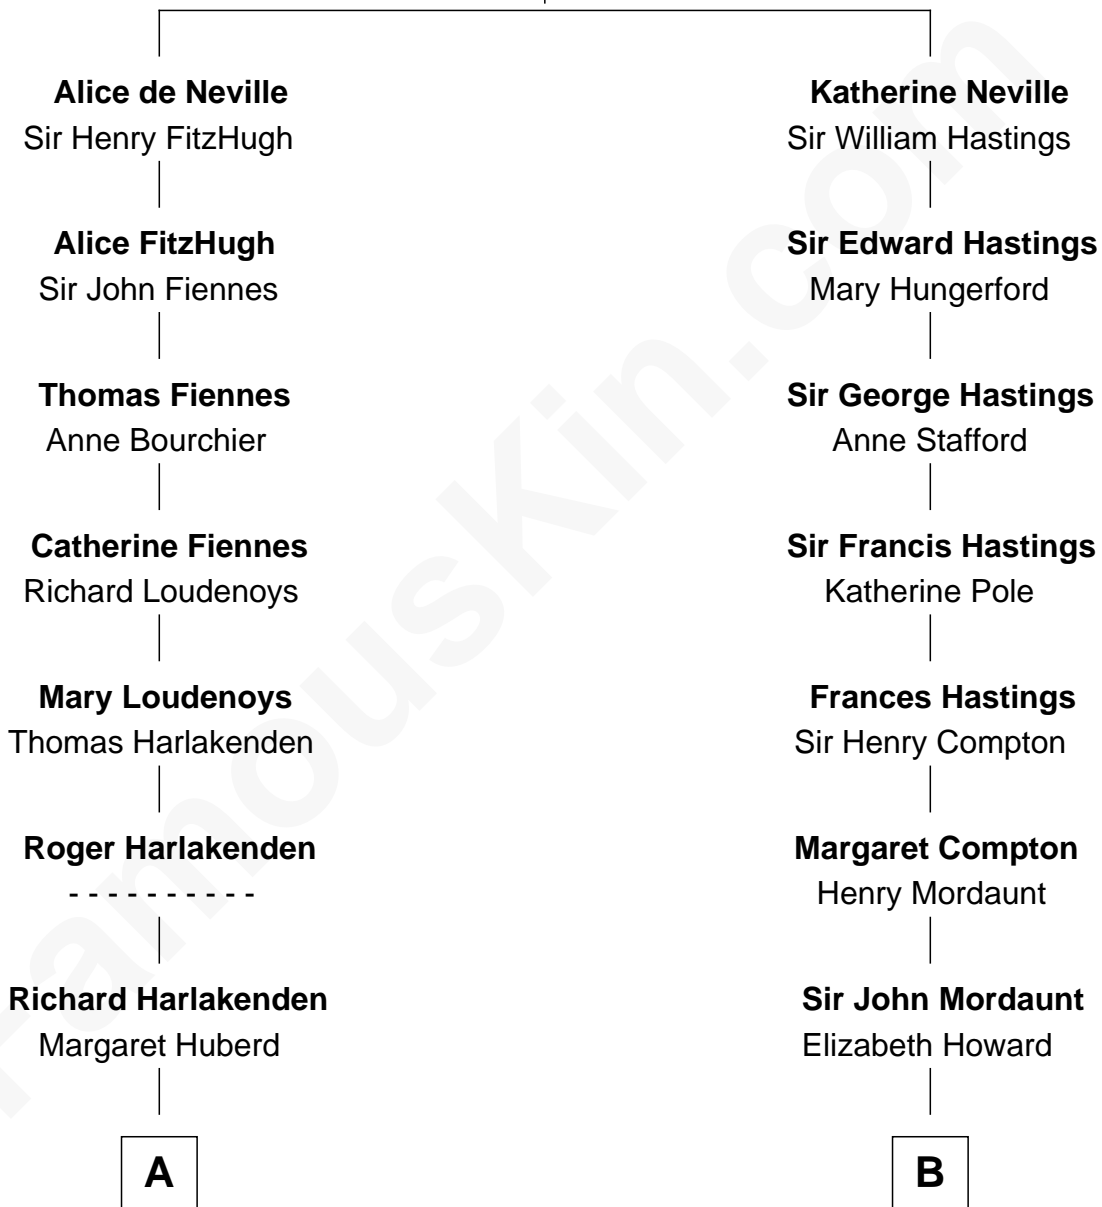 Alice de Neville
Sir Henry FitzHugh
Katherine Neville
Sir William Hastings
Alice FitzHugh
Sir John Fiennes
Sir Edward Hastings
Mary Hungerford
Thomas Fiennes
Anne Bourchier
Sir George Hastings
Anne Stafford
Catherine Fiennes
Richard Loudenoys
Sir Francis Hastings
Katherine Pole
Mary Loudenoys
Thomas Harlakenden
Frances Hastings
Sir Henry Compton
Roger Harlakenden
- - - - - - - - - -
Margaret Compton
Henry Mordaunt
Richard Harlakenden
Margaret Huberd
Sir John Mordaunt
Elizabeth Howard
A
B
FamousKin.com